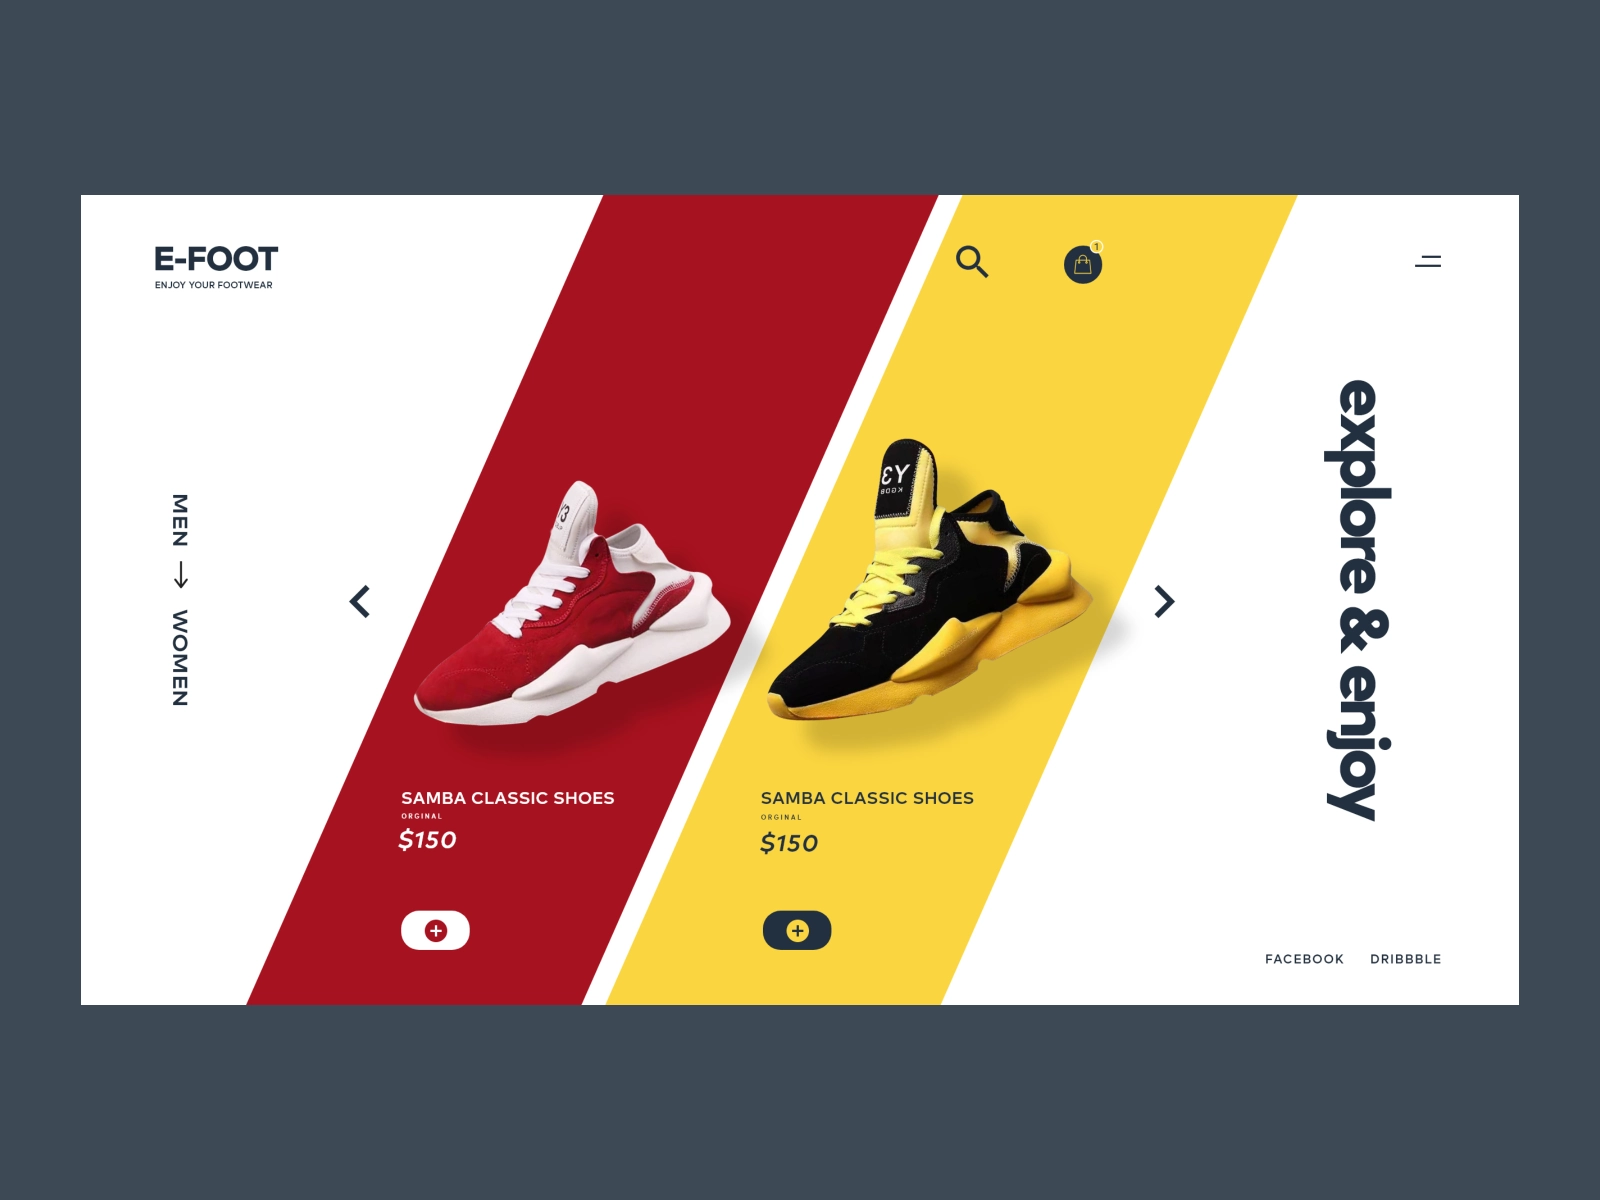 E-FOOT
ENJOY YOUR FOOTWEAR
1
MEN
WOMEN
Y3
SAMBA CLASSIC SHOES
ORGINAL
$150
SAMBA CLASSIC SHOES
ORGINAL
$150
explore & enjoy
FACEBOOK DRIBBBLE